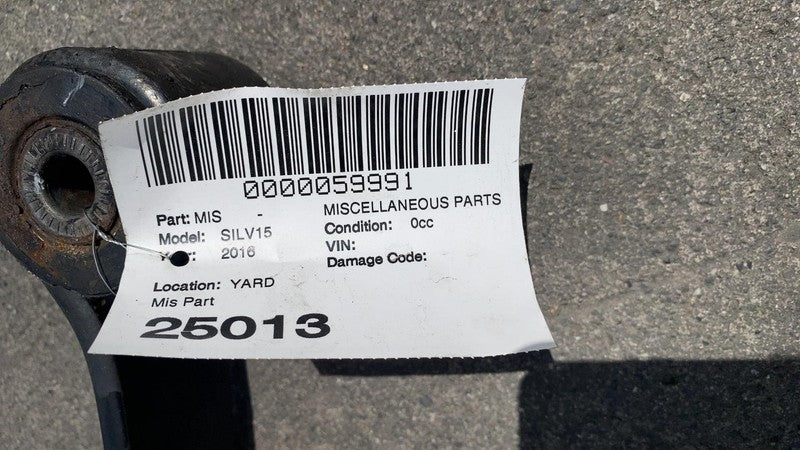 0000059991
Part: MIS - MISCELLANEOUS PARTS
Model: SILV15 Condition: 0cc
2016 VIN:
Damage Code:
Location: YARD
Mis Part
25013